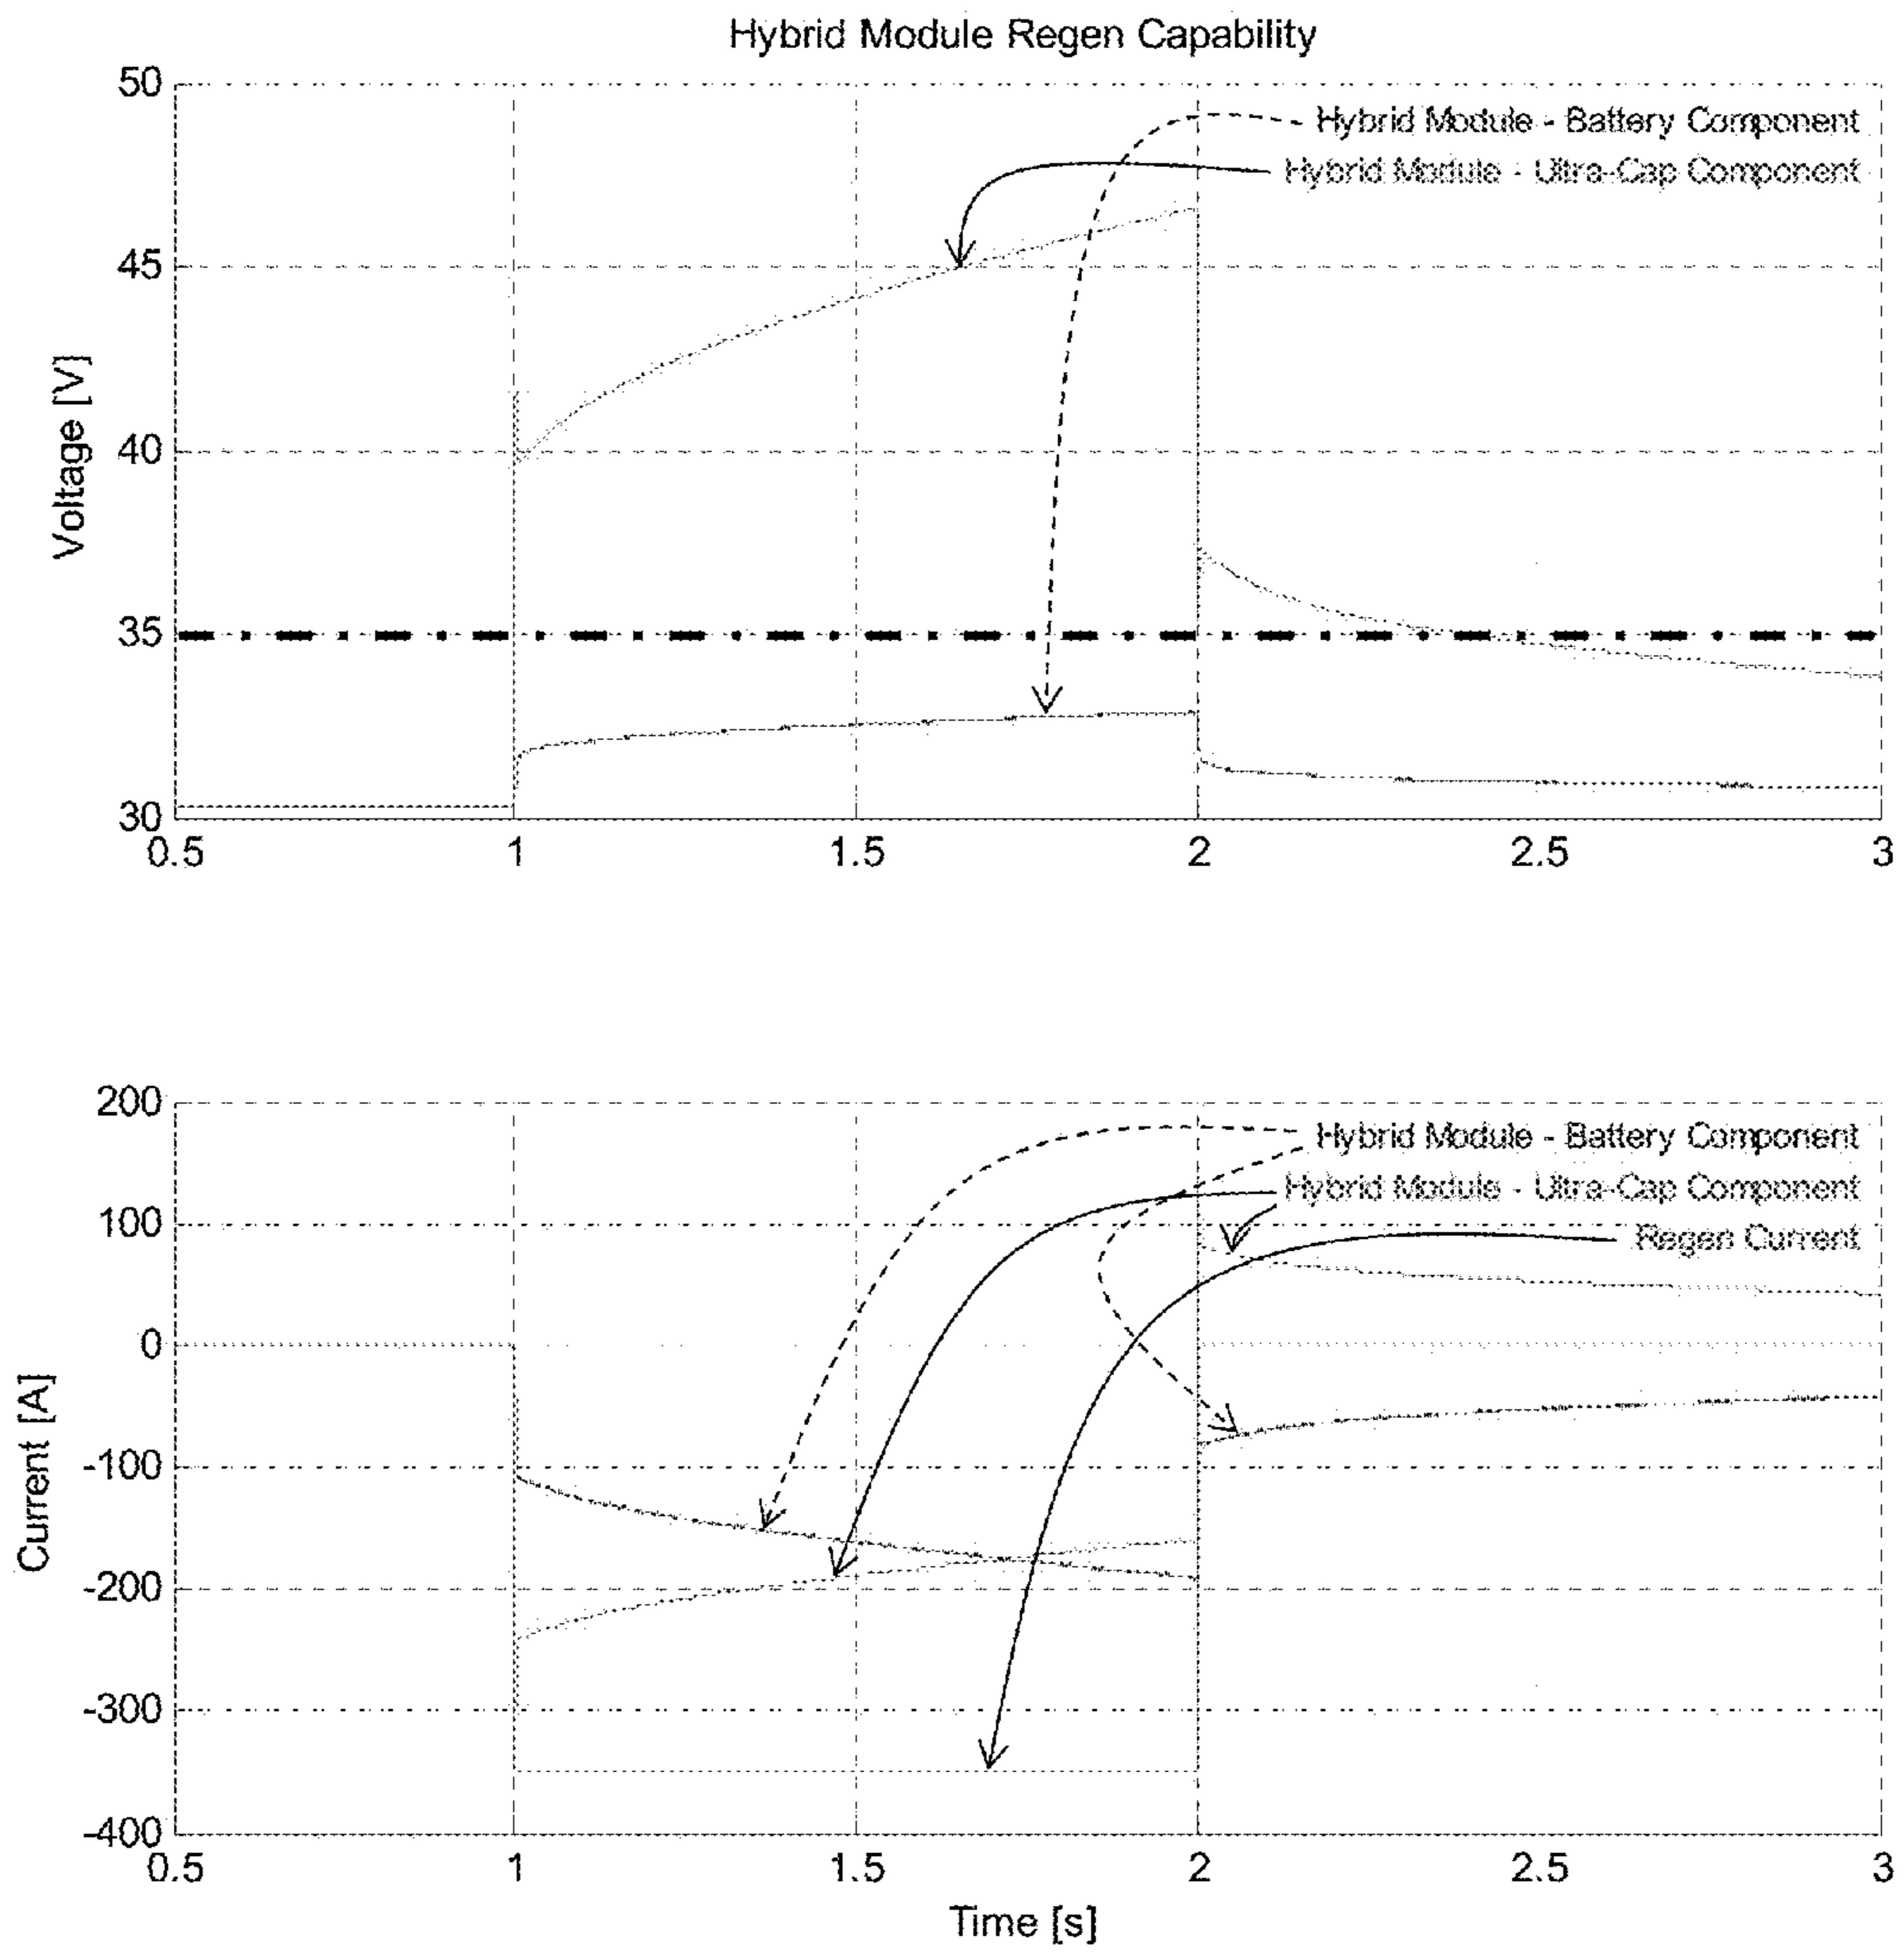 Hybrid Module Regen Capability
50
Hybrid Module - Battery Component
Hybrid Module - Ultra-Cap Component
45
40
35
30
Voltage [V]
0.5 1 1.5 2 2.5 3
200
Hybrid Module - Battery Component
Hybrid Module - Ultra-Cap Component
100
Regen Current
0
-100
-200
-300
-400
Current [A]
0.5 1 1.5 2 2.5 3
Time [s]